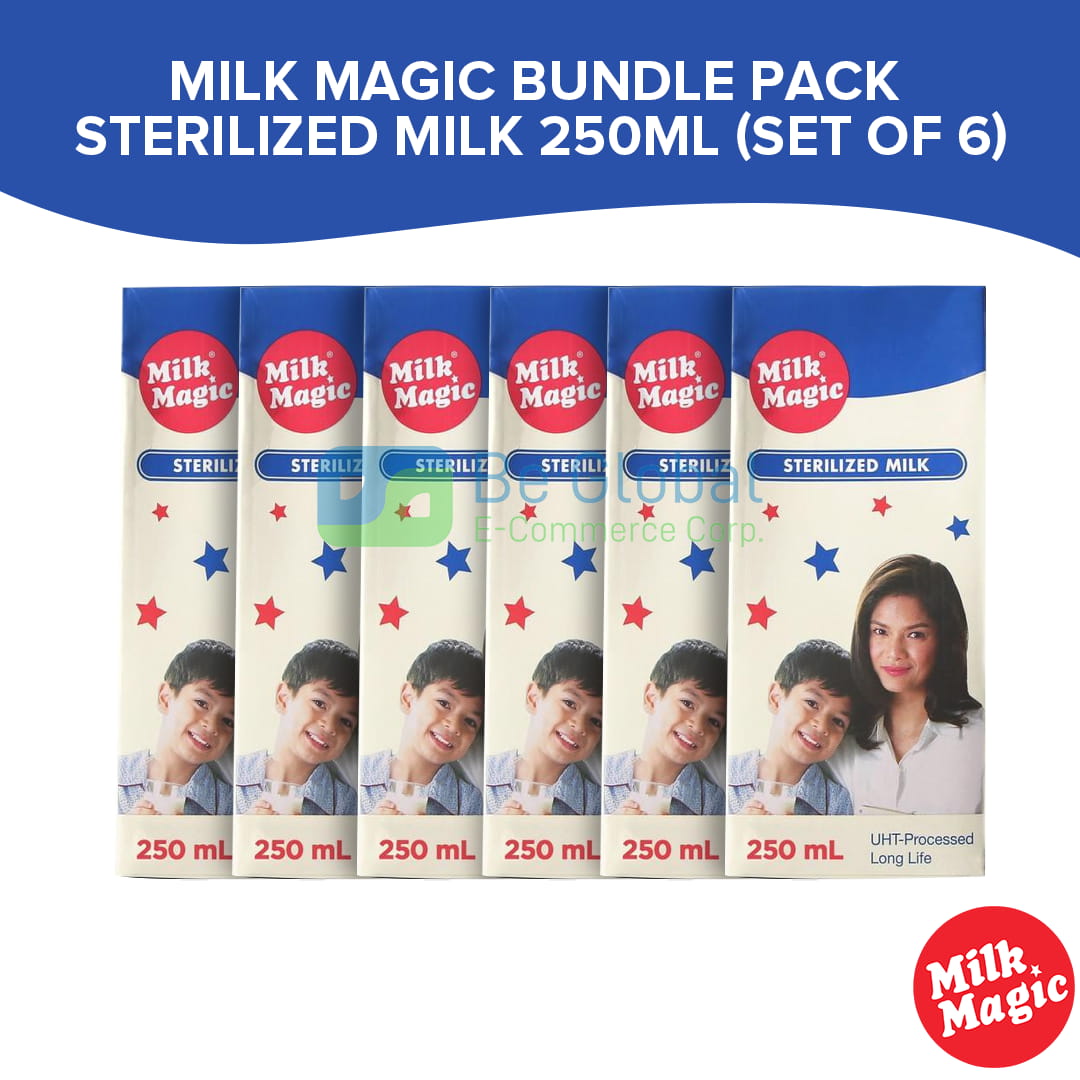 MILK MAGIC BUNDLE PACK
STERILIZED MILK 250ML (SET OF 6)
Milk® Magic
Milk® Magic
Milk® Magic
Milk® Magic
Milk® Magic
Milk® Magic
STERILIZ
STERILIZ
STERILIZ
STERILIZ
STERILIZ
STERILIZED MILK
Be Global
E-Commerce Corp.
250 mL
250 mL
250 mL
250 mL
250 mL
250 mL
UHT-Processed
Long Life
Milk
Magic